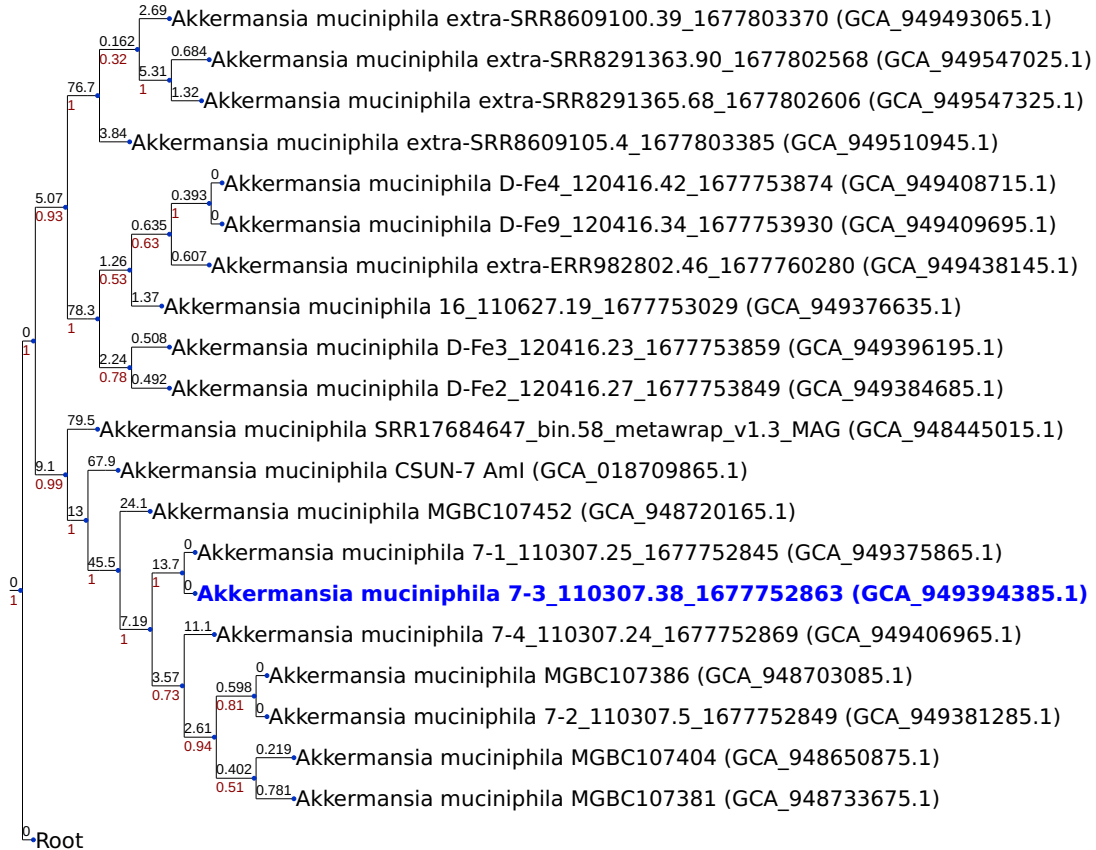 2.69
Akkermansia muciniphila extra-SRR8609100.39_1677803370 (GCA_949493065.1)
0.162
0.32
0.684
Akkermansia muciniphila extra-SRR8291363.90_1677802568 (GCA_949547025.1)
5.31
1
76.7
1
1.32
Akkermansia muciniphila extra-SRR8291365.68_1677802606 (GCA_949547325.1)
3.84
Akkermansia muciniphila extra-SRR8609105.4_1677803385 (GCA_949510945.1)
0
Akkermansia muciniphila D-Fe4_120416.42_1677753874 (GCA_949408715.1)
0.393
1
5.07
0.93
0
Akkermansia muciniphila D-Fe9_120416.34_1677753930 (GCA_949409695.1)
0.635
0.63
0.607
Akkermansia muciniphila extra-ERR982802.46_1677760280 (GCA_949438145.1)
1.26
0.53
1.37
Akkermansia muciniphila 16_110627.19_1677753029 (GCA_949376635.1)
78.3
1
0
1
0.508
Akkermansia muciniphila D-Fe3_120416.23_1677753859 (GCA_949396195.1)
2.24
0.78
0.492
Akkermansia muciniphila D-Fe2_120416.27_1677753849 (GCA_949384685.1)
79.5
Akkermansia muciniphila SRR17684647_bin.58_metawrap_v1.3_MAG (GCA_948445015.1)
9.1
0.99
67.9
Akkermansia muciniphila CSUN-7 AmI (GCA_018709865.1)
13
1
24.1
Akkermansia muciniphila MGBC107452 (GCA_948720165.1)
45.5
1
0
Akkermansia muciniphila 7-1_110307.25_1677752845 (GCA_949375865.1)
13.7
1
0
1
0
Akkermansia muciniphila 7-3_110307.38_1677752863 (GCA_949394385.1)
7.19
1
11.1
Akkermansia muciniphila 7-4_110307.24_1677752869 (GCA_949406965.1)
3.57
0.73
0
Akkermansia muciniphila MGBC107386 (GCA_948703085.1)
0.598
0.81
0
Akkermansia muciniphila 7-2_110307.5_1677752849 (GCA_949381285.1)
2.61
0.94
0.219
Akkermansia muciniphila MGBC107404 (GCA_948650875.1)
0.402
0.51
0.781
Akkermansia muciniphila MGBC107381 (GCA_948733675.1)
0
Root